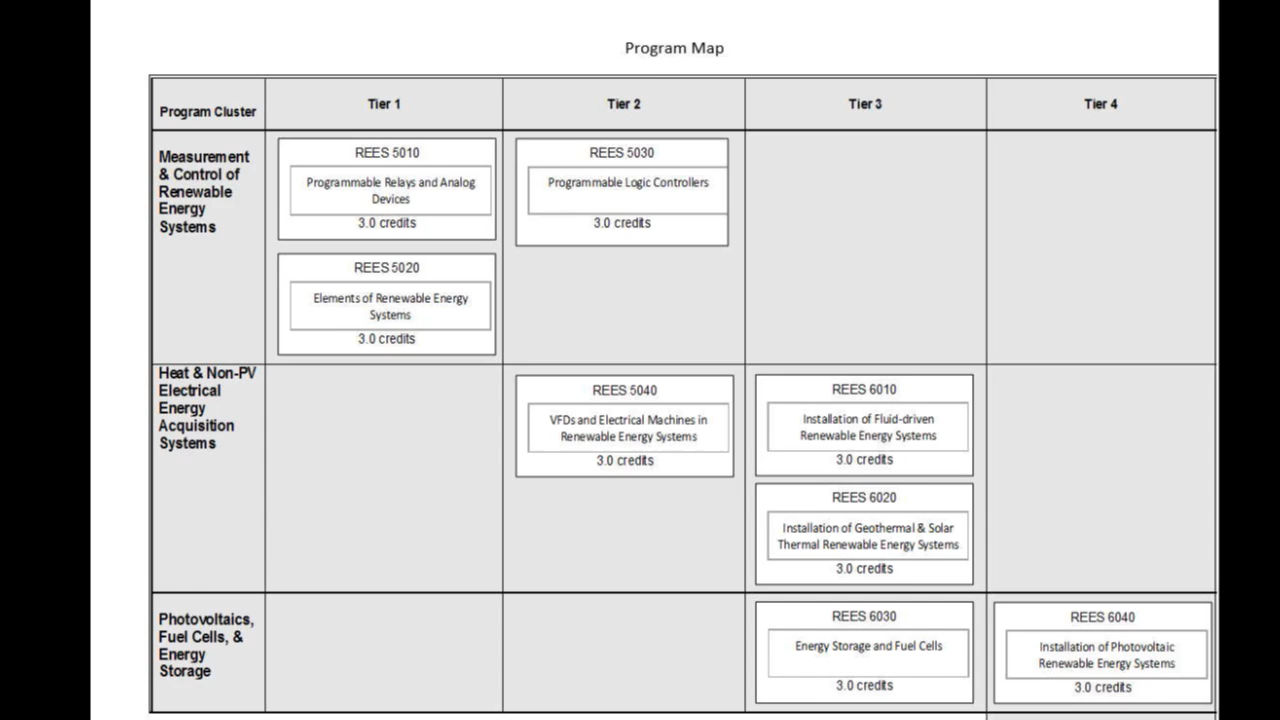 Program Map
Program Cluster
Tier 1
Tier 2
Tier 3
Tier 4
Measurement
& Control of
Renewable
Energy
Systems
REES 5010
Programmable Relays and Analog
Devices
3.0 credits
REES 5020
Elements of Renewable Energy
Systems
3.0 credits
REES 5030
Programmable Logic Controllers
3.0 credits
Heat & Non-PV
Electrical
Energy
Acquisition
Systems
REES 5040
VFDs and Electrical Machines in
Renewable Energy Systems
3.0 credits
REES 6010
Installation of Fluid-driven
Renewable Energy Systems
3.0 credits
REES 6020
Installation of Geothermal & Solar
Thermal Renewable Energy Systems
3.0 credits
Photovoltaics,
Fuel Cells, &
Energy
Storage
REES 6030
Energy Storage and Fuel Cells
3.0 credits
REES 6040
Installation of Photovoltaic
Renewable Energy Systems
3.0 credits